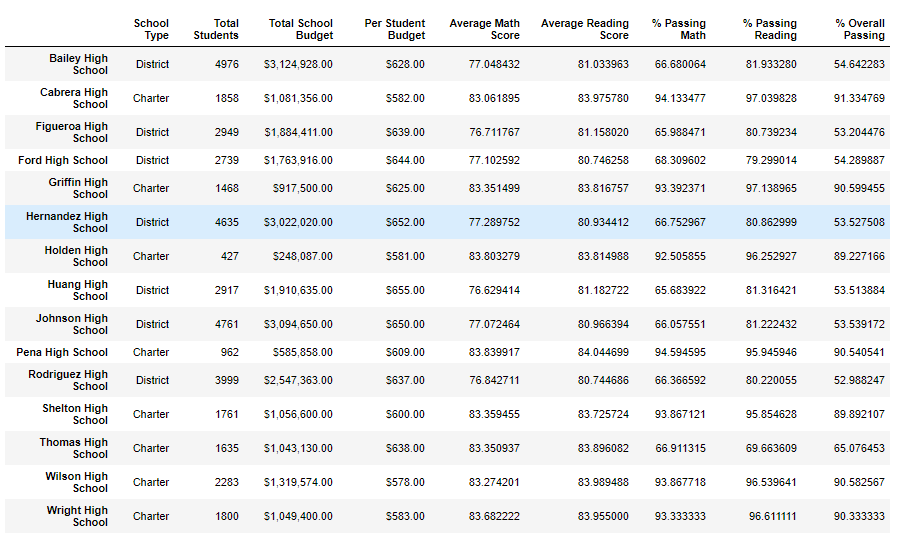 School Type Total Students Total School Budget Per Student Budget Average Math Score Average Reading Score % Passing Math % Passing Reading % Overall Passing
Bailey High School District 4976 $3,124,928.00 $628.00 77.048432 81.033963 66.680064 81.933280 54.642283
Cabrera High School Charter 1858 $1,081,356.00 $582.00 83.061895 83.975780 94.133477 97.039828 91.334769
Figueroa High School District 2949 $1,884,411.00 $639.00 76.711767 81.158020 65.988471 80.739234 53.204476
Ford High School District 2739 $1,763,916.00 $644.00 77.102592 80.746258 68.309602 79.299014 54.289887
Griffin High School Charter 1468 $917,500.00 $625.00 83.351499 83.816757 93.392371 97.138965 90.599455
Hernandez High School District 4635 $3,022,020.00 $652.00 77.289752 80.934412 66.752967 80.862999 53.527508
Holden High School Charter 427 $248,087.00 $581.00 83.803279 83.814988 92.505855 96.252927 89.227166
Huang High School District 2917 $1,910,635.00 $655.00 76.629414 81.182722 65.683922 81.316421 53.513884
Johnson High School District 4761 $3,094,650.00 $650.00 77.072464 80.966394 66.057551 81.222432 53.539172
Pena High School Charter 962 $585,858.00 $609.00 83.839917 84.044699 94.594595 95.945946 90.540541
Rodriguez High School District 3999 $2,547,363.00 $637.00 76.842711 80.744686 66.366592 80.220055 52.988247
Shelton High School Charter 1761 $1,056,600.00 $600.00 83.359455 83.725724 93.867121 95.854628 89.892107
Thomas High School Charter 1635 $1,043,130.00 $638.00 83.350937 83.896082 66.911315 69.663609 65.076453
Wilson High School Charter 2283 $1,319,574.00 $578.00 83.274201 83.989488 93.867718 96.539641 90.582567
Wright High School Charter 1800 $1,049,400.00 $583.00 83.682222 83.955000 93.333333 96.611111 90.333333